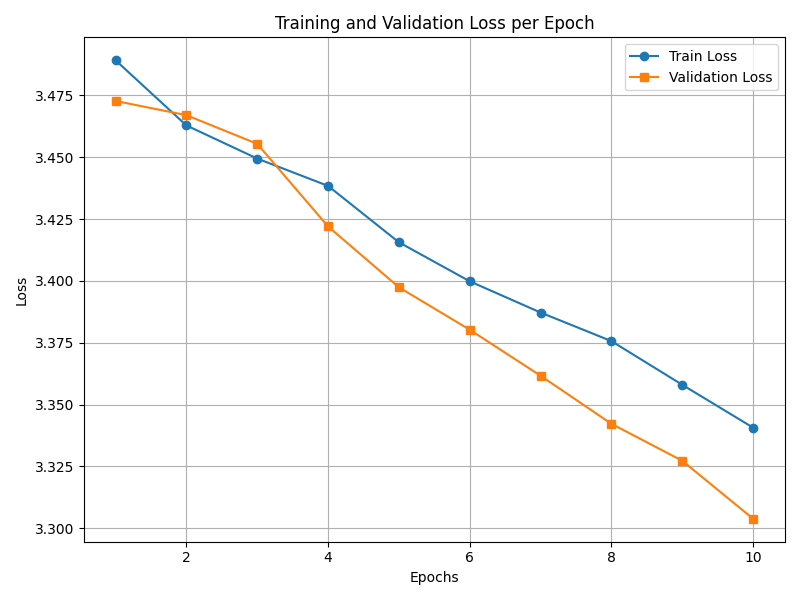 Training and Validation Loss per Epoch
Train Loss
Validation Loss
3.475
3.450
3.425
3.400
3.375
3.350
3.325
3.300
Loss
2
4
6
8
10
Epochs